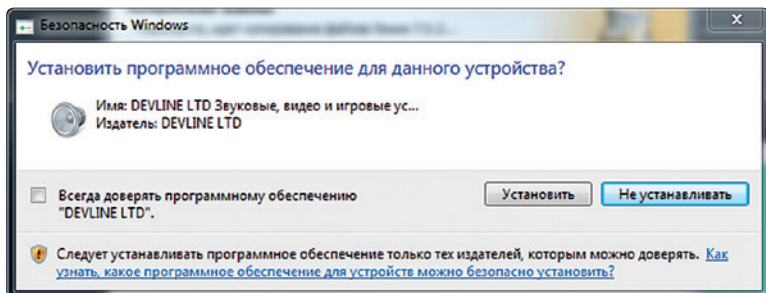 Безопасность Windows
Установить программное обеспечение для данного устройства?
Имя: DEVLINE LTD Звуковые, видео и игровые ус...
Издатель: DEVLINE LTD
Всегда доверять программному обеспечению
"DEVLINE LTD".
Установить
Не устанавливать
Следует устанавливать программное обеспечение только тех издателей, которым можно доверять. Как
узнать, какое программное обеспечение для устройств можно безопасно установить?